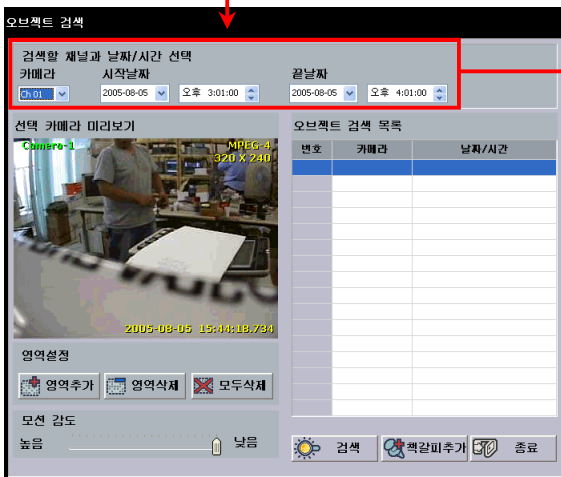 오브젝트 검색
검색할 채널과 날짜/시간 선택
카메라 시작날짜 끝날짜
Ch 01 2005-08-05 오후 3:01:00 2005-08-05 오후 4:01:00
선택 카메라 미리보기
Camera-1 MPEG-4
320 X 240
2005-08-05 15:44:18.734
오브젝트 검색 목록
번호 카메라 날짜/시간
영역설정
영역추가 영역삭제 모두삭제
모션 감도
높음 낮음
검색 책갈피추가 종료